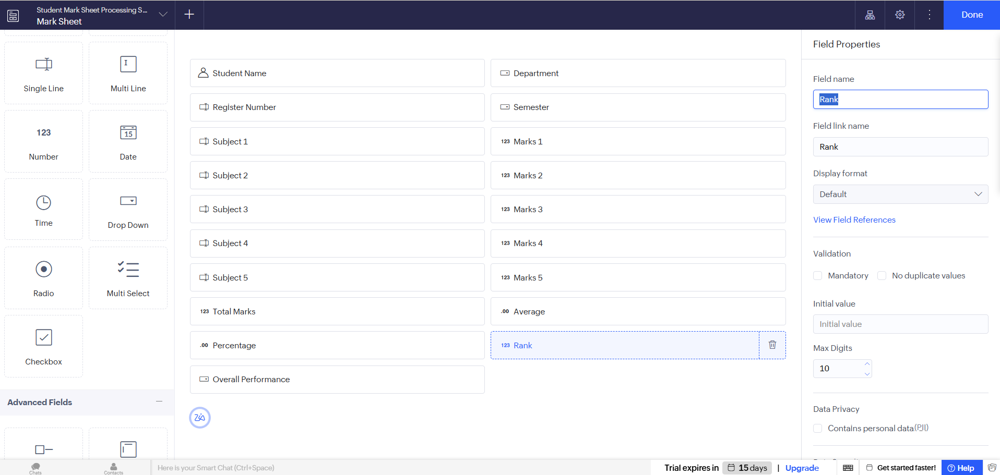 Student Mark Sheet Processing S...
Mark Sheet
Done
Single Line
Multi Line
123
Number
15
Date
Time
Drop Down
Radio
Multi Select
Checkbox
Advanced Fields
Student Name
Department
Register Number
Semester
Subject 1
123 Marks 1
Subject 2
123 Marks 2
Subject 3
123 Marks 3
Subject 4
123 Marks 4
Subject 5
123 Marks 5
123 Total Marks
.00 Average
.00 Percentage
123 Rank
Overall Performance
Zia
Field Properties
Field name
Rank
Field link name
Rank
Display format
Default
View Field References
Validation
Mandatory
No duplicate values
Initial value
Initial value
Max Digits
10
Data Privacy
Contains personal data(PII)
Chats
Contacts
Here is your Smart Chat (Ctrl+Space)
Trial expires in 15 days | Upgrade
Get started faster!
Help